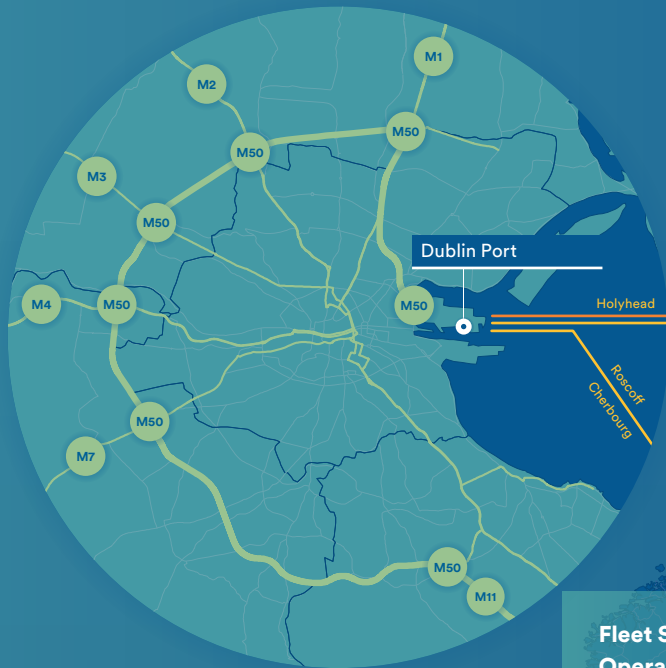 M1
M2
M50
M50
M3
M50
Dublin Port
M4
M50
M50
Holyhead
Roscoff
Cherbourg
M50
M7
M50
M11
Fleet S
Opera